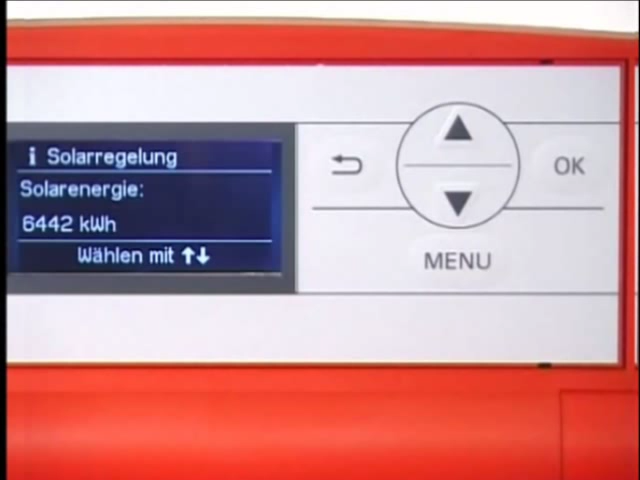 i Solarregelung
Solarenergie:
6442 kWh
Wählen mit ↑↓
OK
MENU